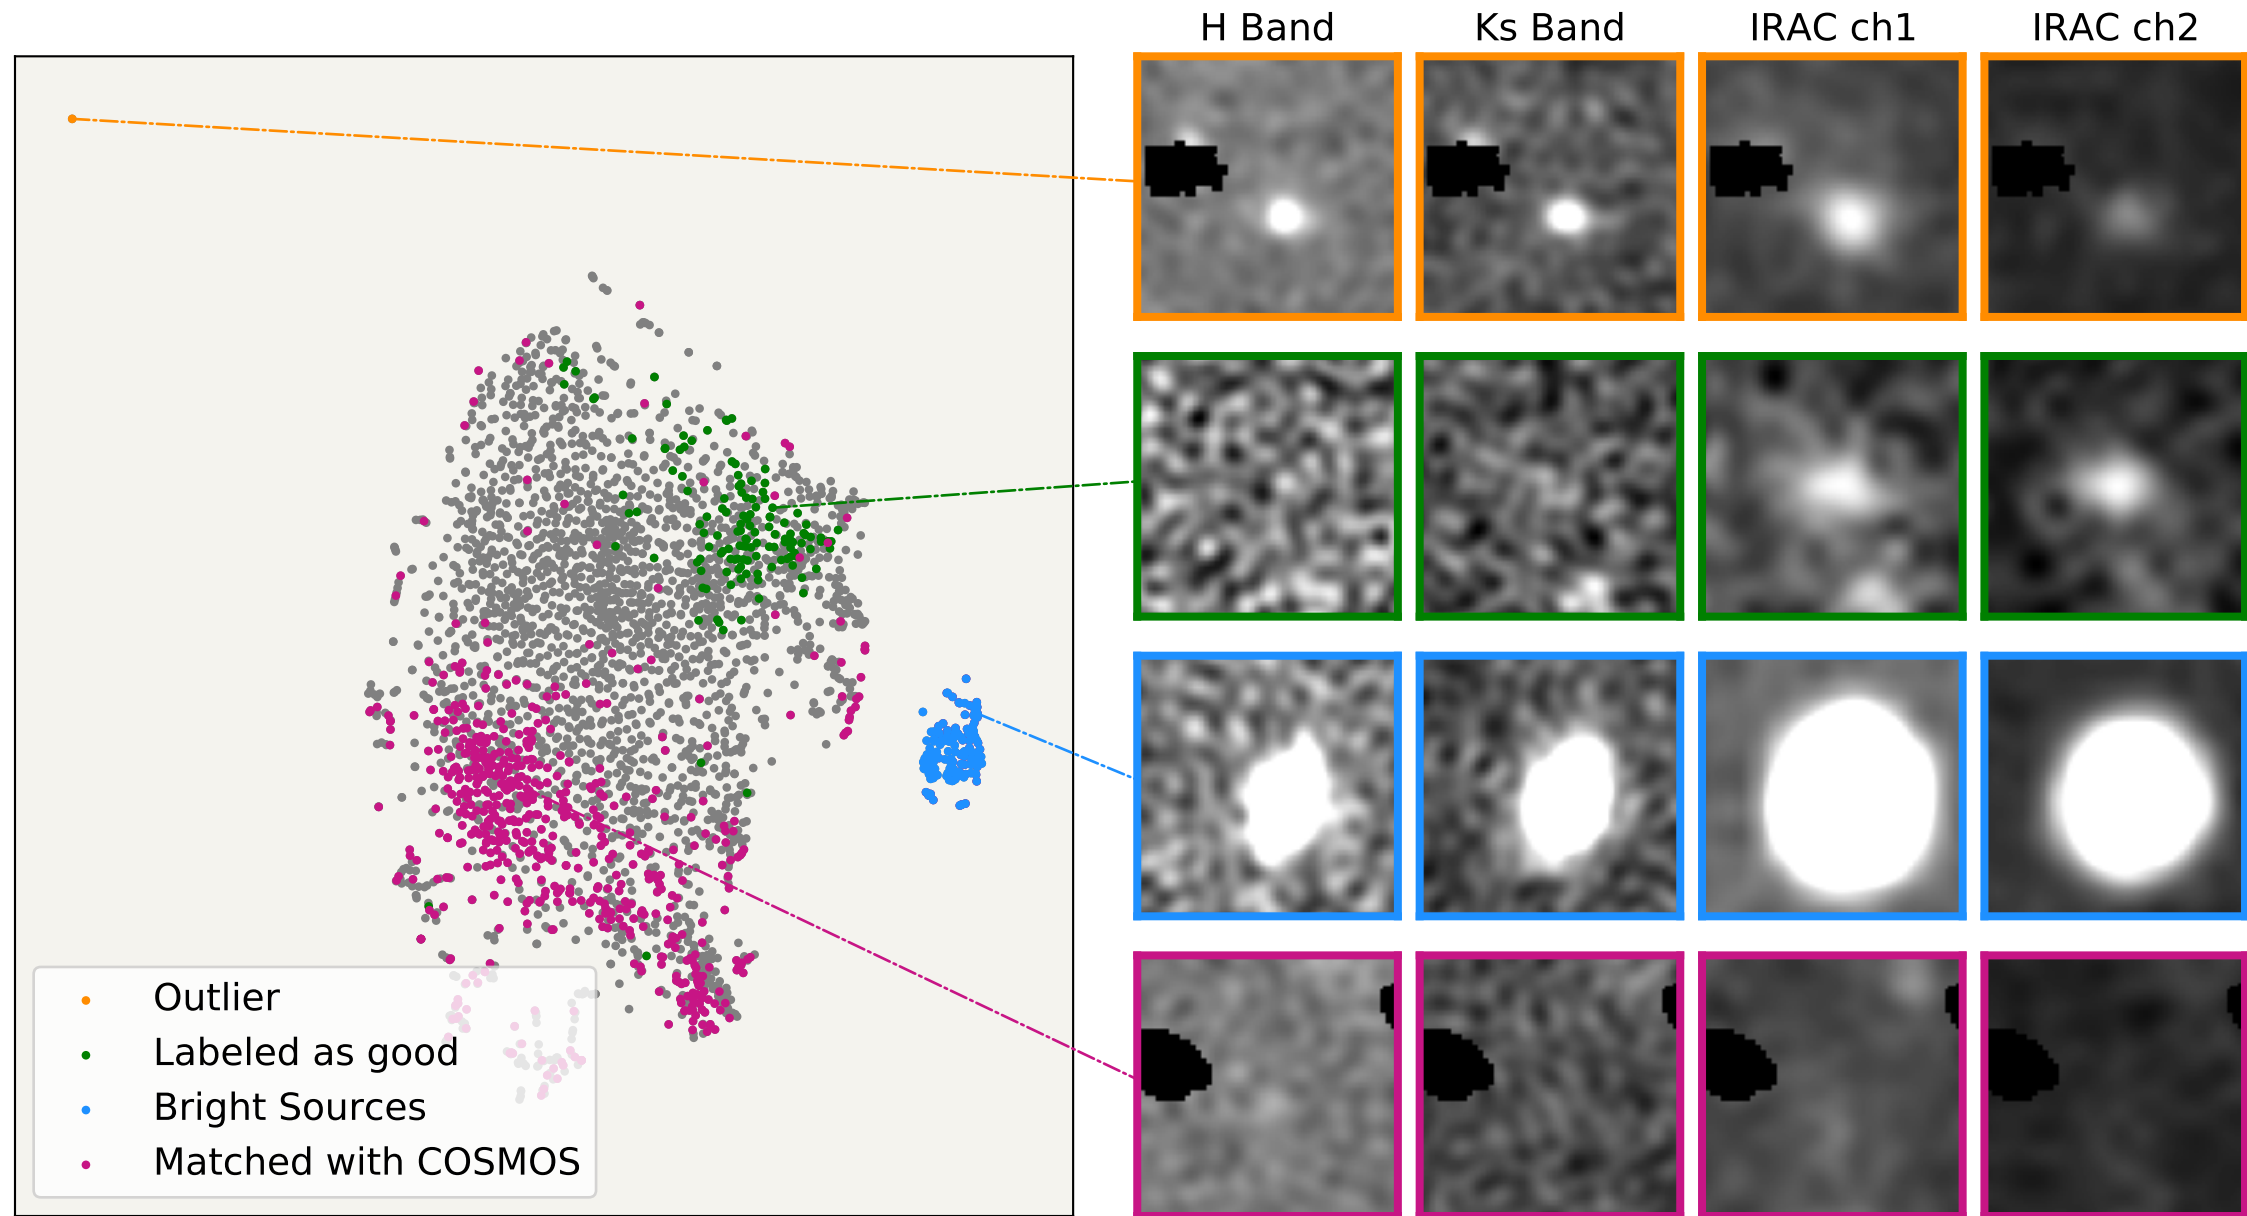 H Band
Ks Band
IRAC ch1
IRAC ch2
Outlier
Labeled as good
Bright Sources
Matched with COSMOS